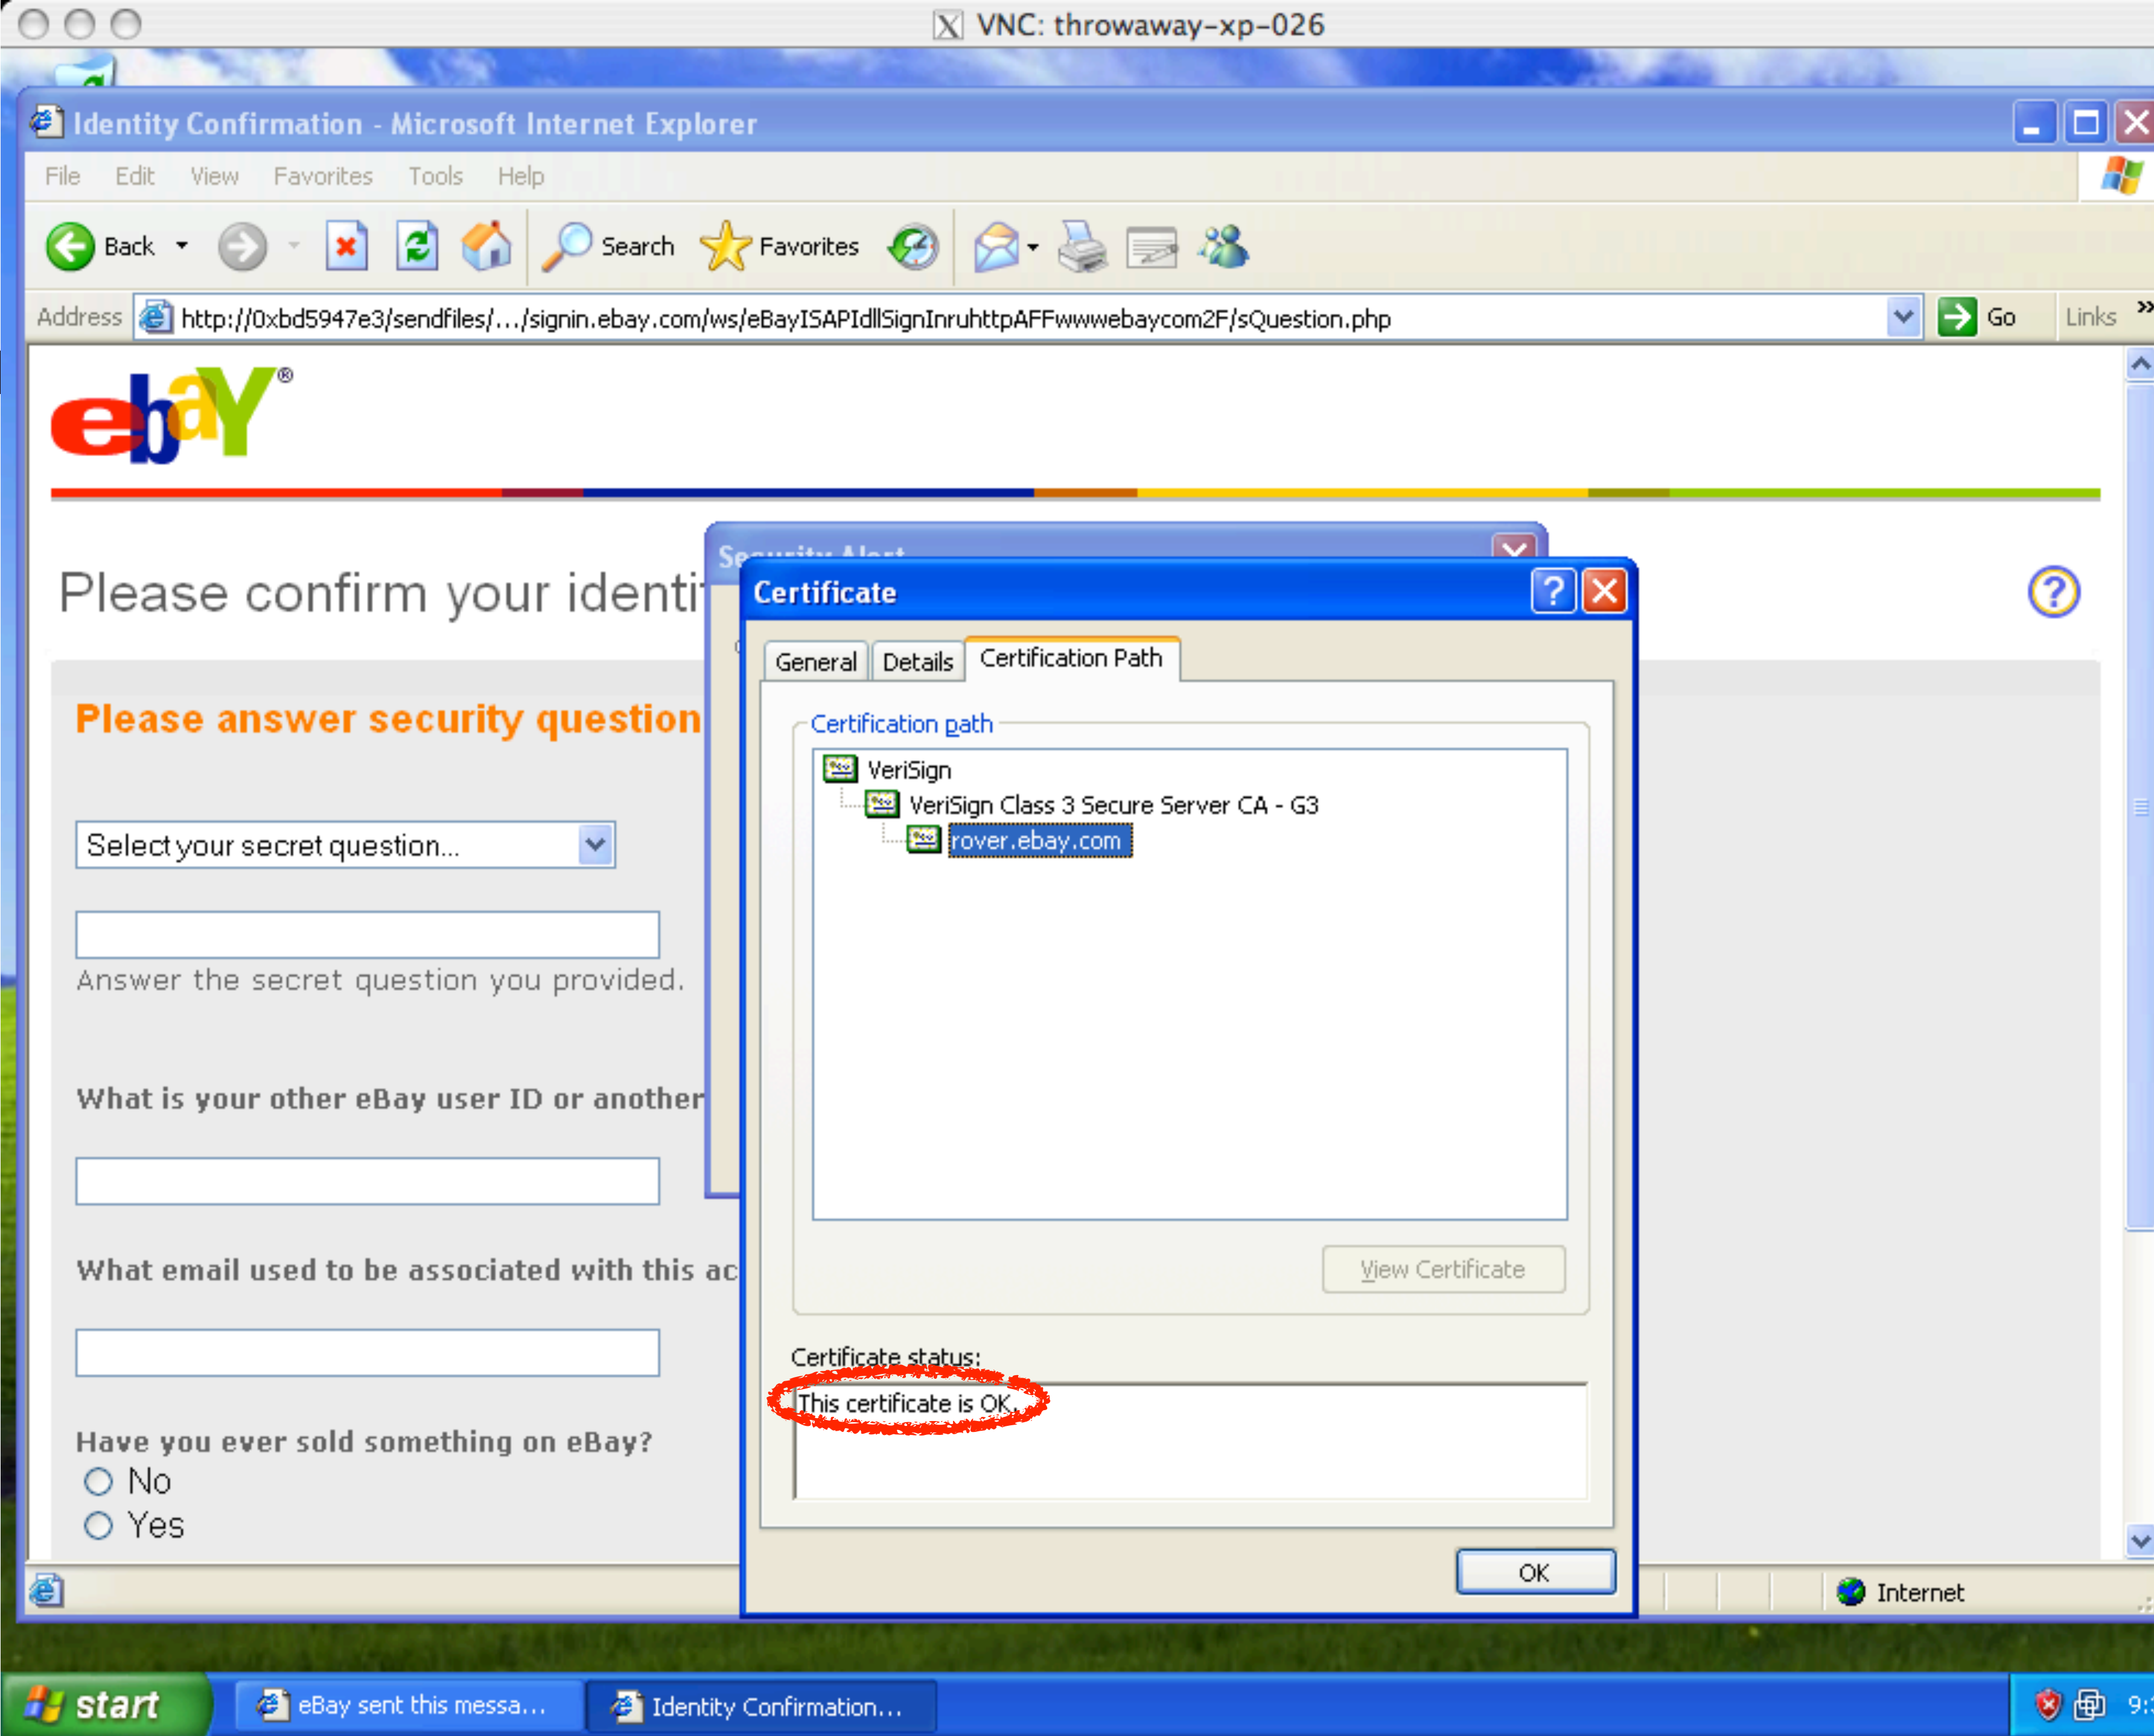 VNC: throwaway-xp-026
Identity Confirmation - Microsoft Internet Explorer
File Edit View Favorites Tools Help
Back Search Favorites
Address http://0xbd5947e3/sendfiles/.../signin.ebay.com/ws/eBayISAPIdllSignInruhttpAFFwwwebaycom2F/sQuestion.php Go Links »
ebaY®
Security Alert
Please confirm your identi
Certificate
General Details Certification Path
Please answer security question
Certification path
VeriSign
VeriSign Class 3 Secure Server CA - G3
rover.ebay.com
Select your secret question...
Answer the secret question you provided.
What is your other eBay user ID or another
What email used to be associated with this ac
View Certificate
Certificate status:
This certificate is OK.
Have you ever sold something on eBay?
No
Yes
OK
Internet
start eBay sent this messa... Identity Confirmation...